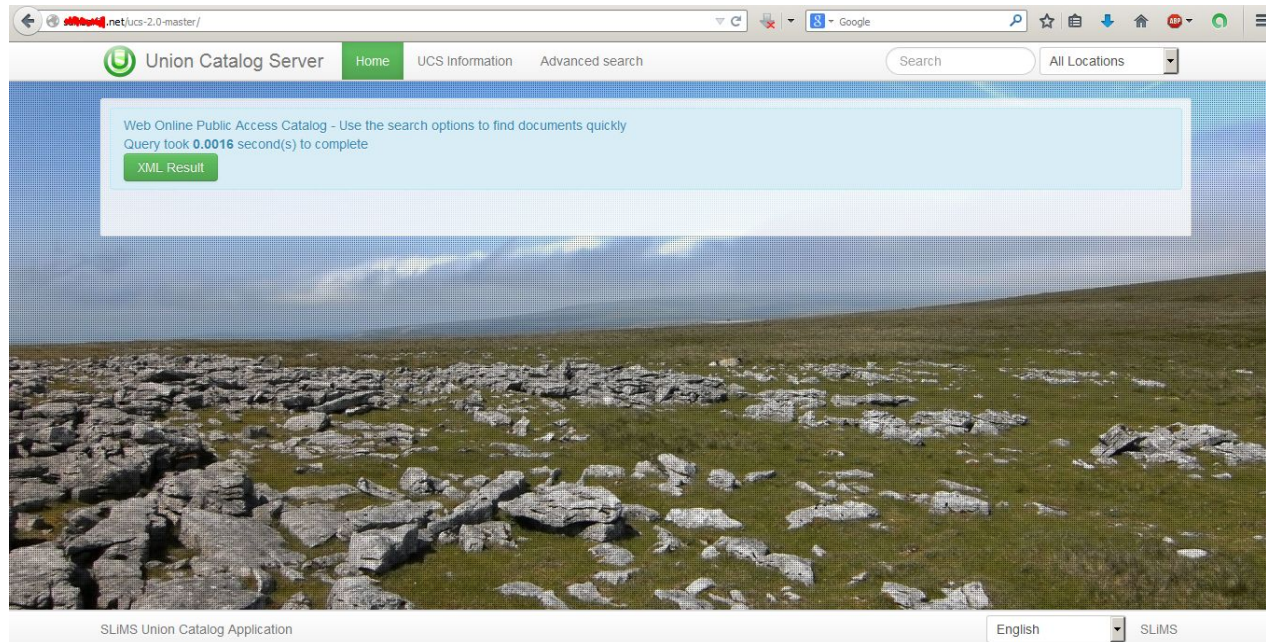 .net/ucs-2.0-master/
Google
ABP
Union Catalog Server
Home
UCS Information
Advanced search
Search
All Locations
Web Online Public Access Catalog - Use the search options to find documents quickly
Query took 0.0016 second(s) to complete
XML Result
SLiMS Union Catalog Application
English
SLiMS